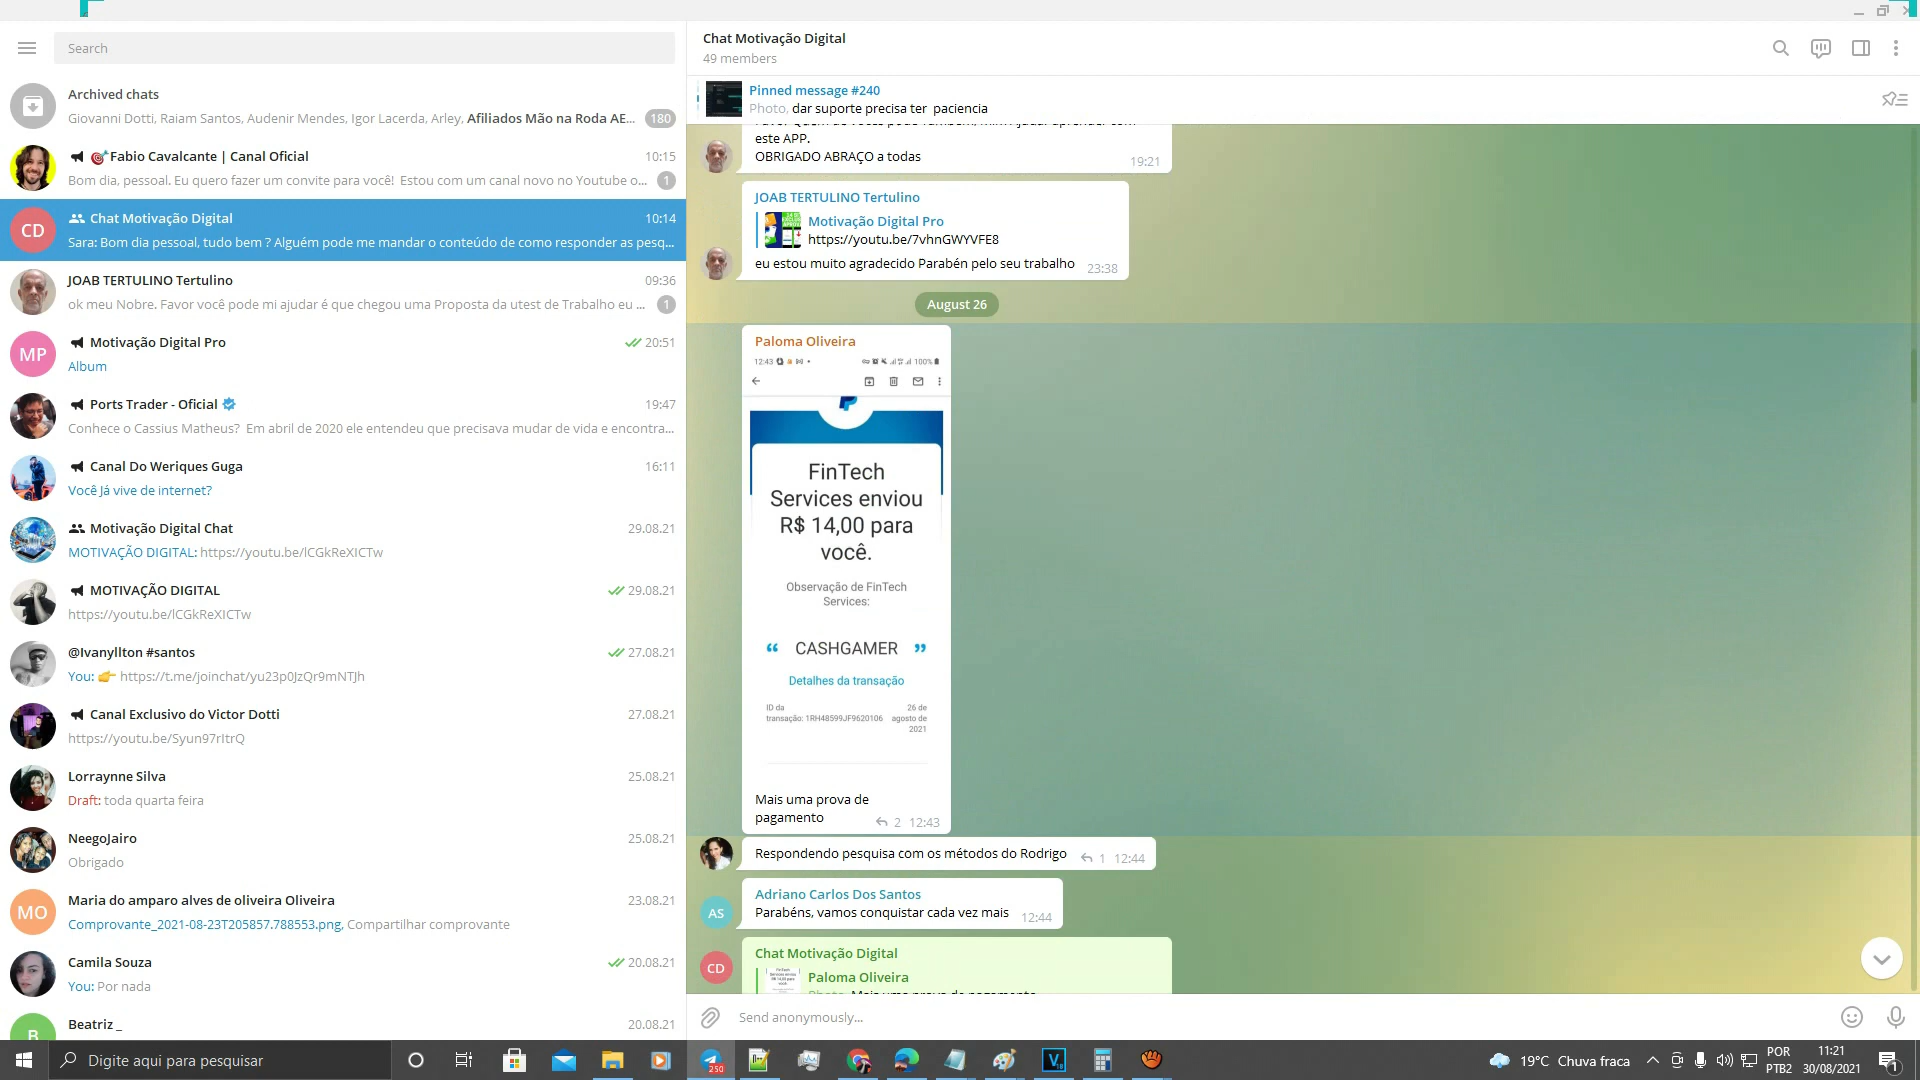 Search
Archived chats
Giovanni Dotti, Raiam Santos, Audenir Mendes, Igor Lacerda, Arley, Afiliados Mão na Roda AE...
180
Fabio Cavalcante | Canal Oficial
10:15
Bom dia, pessoal. Eu quero fazer um convite para você! Estou com um canal novo no Youtube o...
1
CD
Chat Motivação Digital
10:14
Sara: Bom dia pessoal, tudo bem ? Alguém pode me mandar o conteúdo de como responder as pesq...
JOAB TERTULINO Tertulino
09:36
ok meu Nobre. Favor você pode mi ajudar é que chegou uma Proposta da utest de Trabalho eu ...
1
MP
Motivação Digital Pro
20:51
Album
Ports Trader - Oficial
19:47
Conhece o Cassius Matheus? Em abril de 2020 ele entendeu que precisava mudar de vida e encontra...
Canal Do Weriques Guga
16:11
Você Já vive de internet?
Motivação Digital Chat
29.08.21
MOTIVAÇÃO DIGITAL: https://youtu.be/lCGkReXICTw
MOTIVAÇÃO DIGITAL
29.08.21
https://youtu.be/lCGkReXICTw
@Ivanyllton #santos
27.08.21
You: 👉 https://t.me/joinchat/yu23p0JzQr9mNTJh
Canal Exclusivo do Victor Dotti
27.08.21
https://youtu.be/Syun97rItrQ
Lorraynne Silva
25.08.21
Draft: toda quarta feira
NeegoJairo
25.08.21
Obrigado
MO
Maria do amparo alves de oliveira Oliveira
23.08.21
Comprovante_2021-08-23T205857.788553.png, Compartilhar comprovante
Camila Souza
20.08.21
You: Por nada
B
Beatriz _
20.08.21
Chat Motivação Digital
49 members
Pinned message #240
Photo, dar suporte precisa ter paciencia
este APP.
OBRIGADO ABRAÇO a todas
19:21
JOAB TERTULINO Tertulino
Motivação Digital Pro
https://youtu.be/7vhnGWYVFE8
eu estou muito agradecido Parabén pelo seu trabalho
23:38
August 26
Paloma Oliveira
12:43
100%
FinTech
Services enviou
R$ 14,00 para
você.
Observação de FinTech
Services:
“ CASHGAMER ”
Detalhes da transação
ID da
transação: 1RH48599JF9620106
26 de
agosto de
2021
Mais uma prova de
pagamento
2 12:43
Respondendo pesquisa com os métodos do Rodrigo
1 12:44
AS
Adriano Carlos Dos Santos
Parabéns, vamos conquistar cada vez mais
12:44
CD
Chat Motivação Digital
Paloma Oliveira
Send anonymously...
Digite aqui para pesquisar
250
19°C Chuva fraca
POR
PTB2
11:21
30/08/2021
1